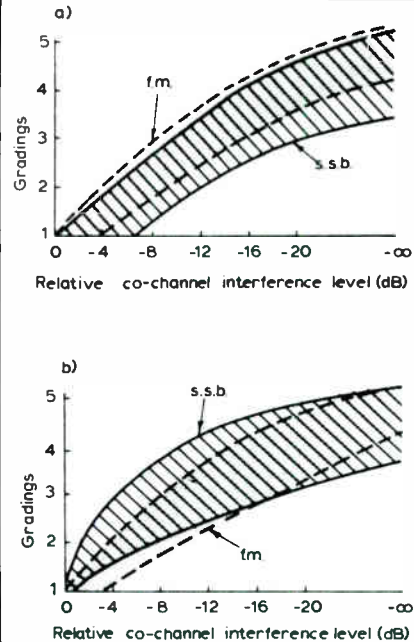 a)
5
4
3
2
1
Gradings
f.m.
s.s.b.
0 -4 -8 -12 -16 -20 -∞
Relative co-channel interference level (dB)
b)
5
4
3
2
1
Gradings
s.s.b.
f.m.
0 -4 -8 -12 -16 -20 -∞
Relative co-channel interference level (dB)